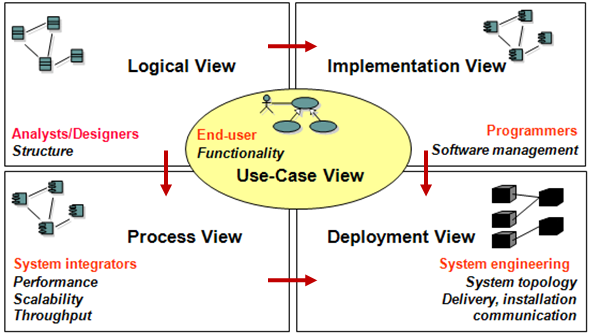 Logical View
Analysts/Designers
Structure
Implementation View
Programmers
Software management
End-user
Functionality
Use-Case View
Process View
System integrators
Performance
Scalability
Throughput
Deployment View
System engineering
System topology
Delivery, installation
communication